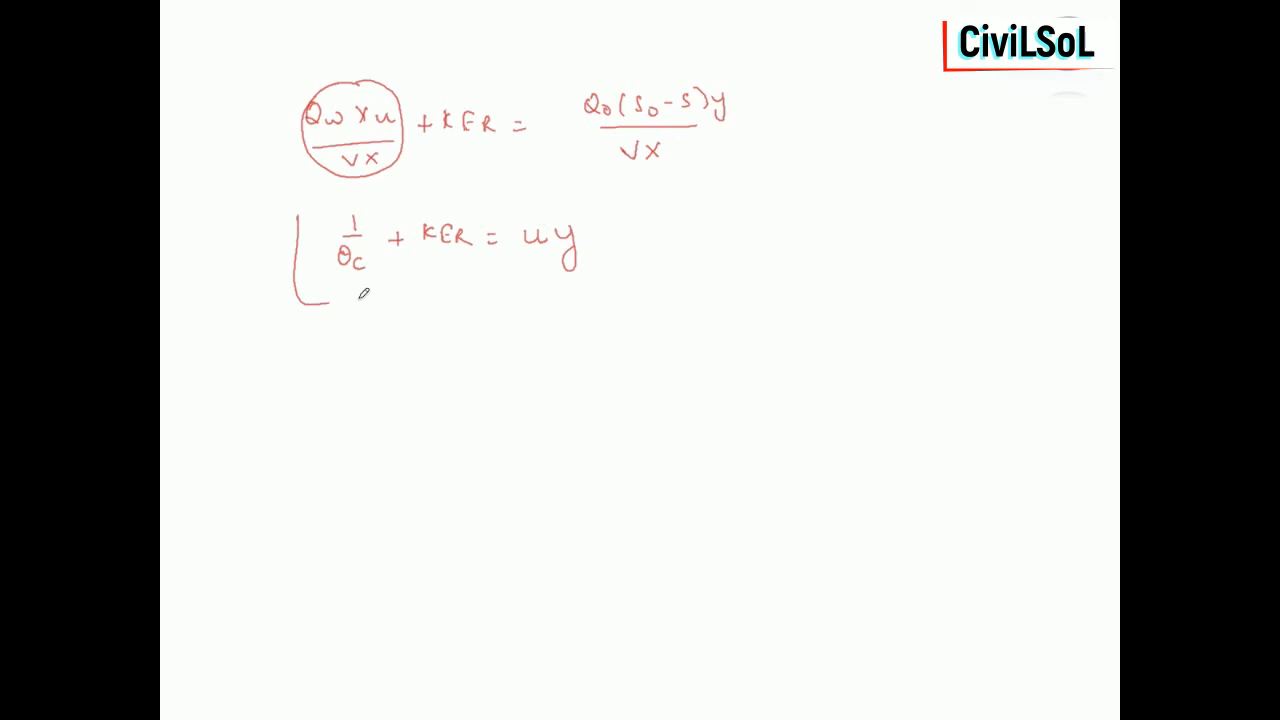 CiviLSoL
Qw Xu / VX + KER = Q0 (S0 - S) y / VX
1 / θc + KER = u y